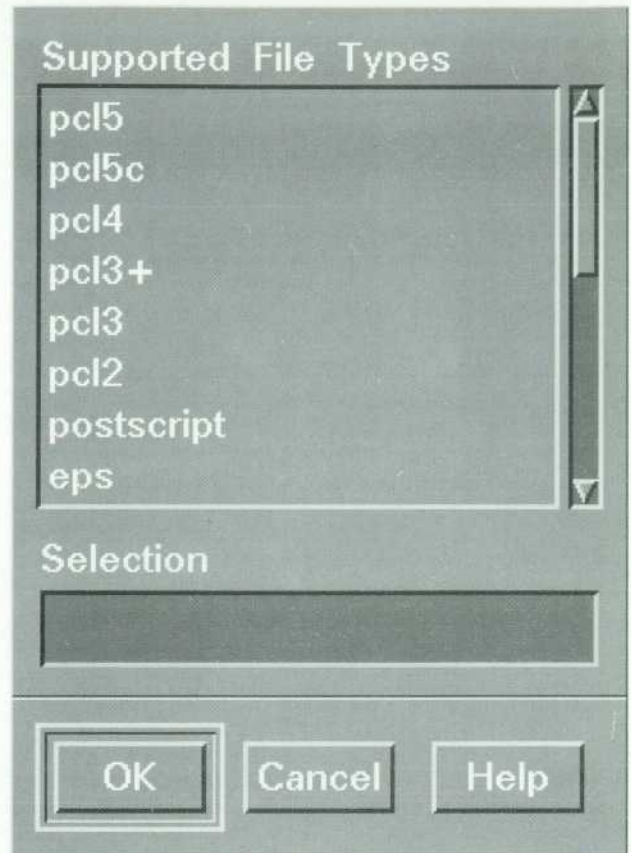 Supported File Types
pcl5
pcl5c
pcl4
pcl3+
pcl3
pcl2
postscript
eps
Selection
OK Cancel Help